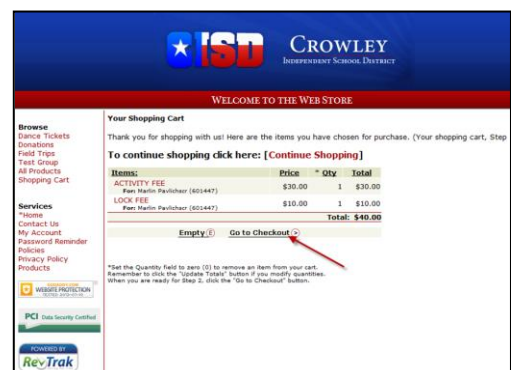 ISD
CROWLEY
INDEPENDENT SCHOOL DISTRICT
WELCOME TO THE WEB STORE
Browse
Dance Tickets
Donations
Field Trips
Test Group
All Products
Shopping Cart
Services
*Home
Contact Us
My Account
Password Reminder
Policies
Privacy Policy
Products
WEBSITE PROTECTION
PCI Data Security Certified
POWERED BY
RevTrak
Your Shopping Cart
Thank you for shopping with us! Here are the items you have chosen for purchase. (Your shopping cart, Step
To continue shopping click here: [Continue Shopping]
Items: Price * Qty Total
ACTIVITY FEE $30.00 1 $30.00
For: Marlin Pavlichscr (601447)
LOCK FEE $10.00 1 $10.00
For: Marlin Pavlichscr (601447)
Total: $40.00
Empty E Go to Checkout >
*Set the Quantity field to zero (0) to remove an item from your cart.
Remember to click the "Update Totals" button if you modify quantities.
When you are ready for Step 2, click the "Go to Checkout" button.